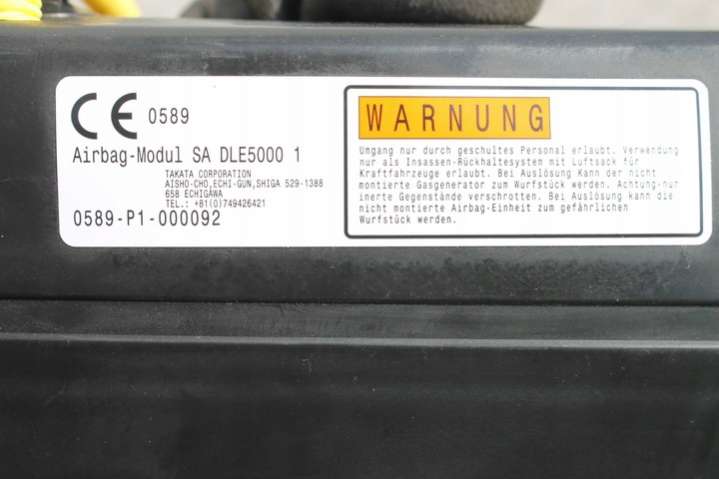 CE 0589
Airbag-Modul SA DLE5000 1
TAKATA CORPORATION
AISHO-CHO,ECHI-GUN,SHIGA 529-1388
658 ECHIGAWA
TEL.: +81(0)749426421
0589-P1-000092
WARNUNG
Umgang nur durch geschultes Personal erlaubt. Verwendung
nur als Insassen-Rückhaltesystem mit Luftsack für
Kraftfahrzeuge erlaubt. Bei Auslösung Kann der nicht
montierte Gasgenerator zum Wurfstück werden. Achtung-nur
inerte Gegenstände verschrotten. Bei Auslösung kann die
nicht montierte Airbag-Einheit zum gefährlichen
Wurfstück werden.